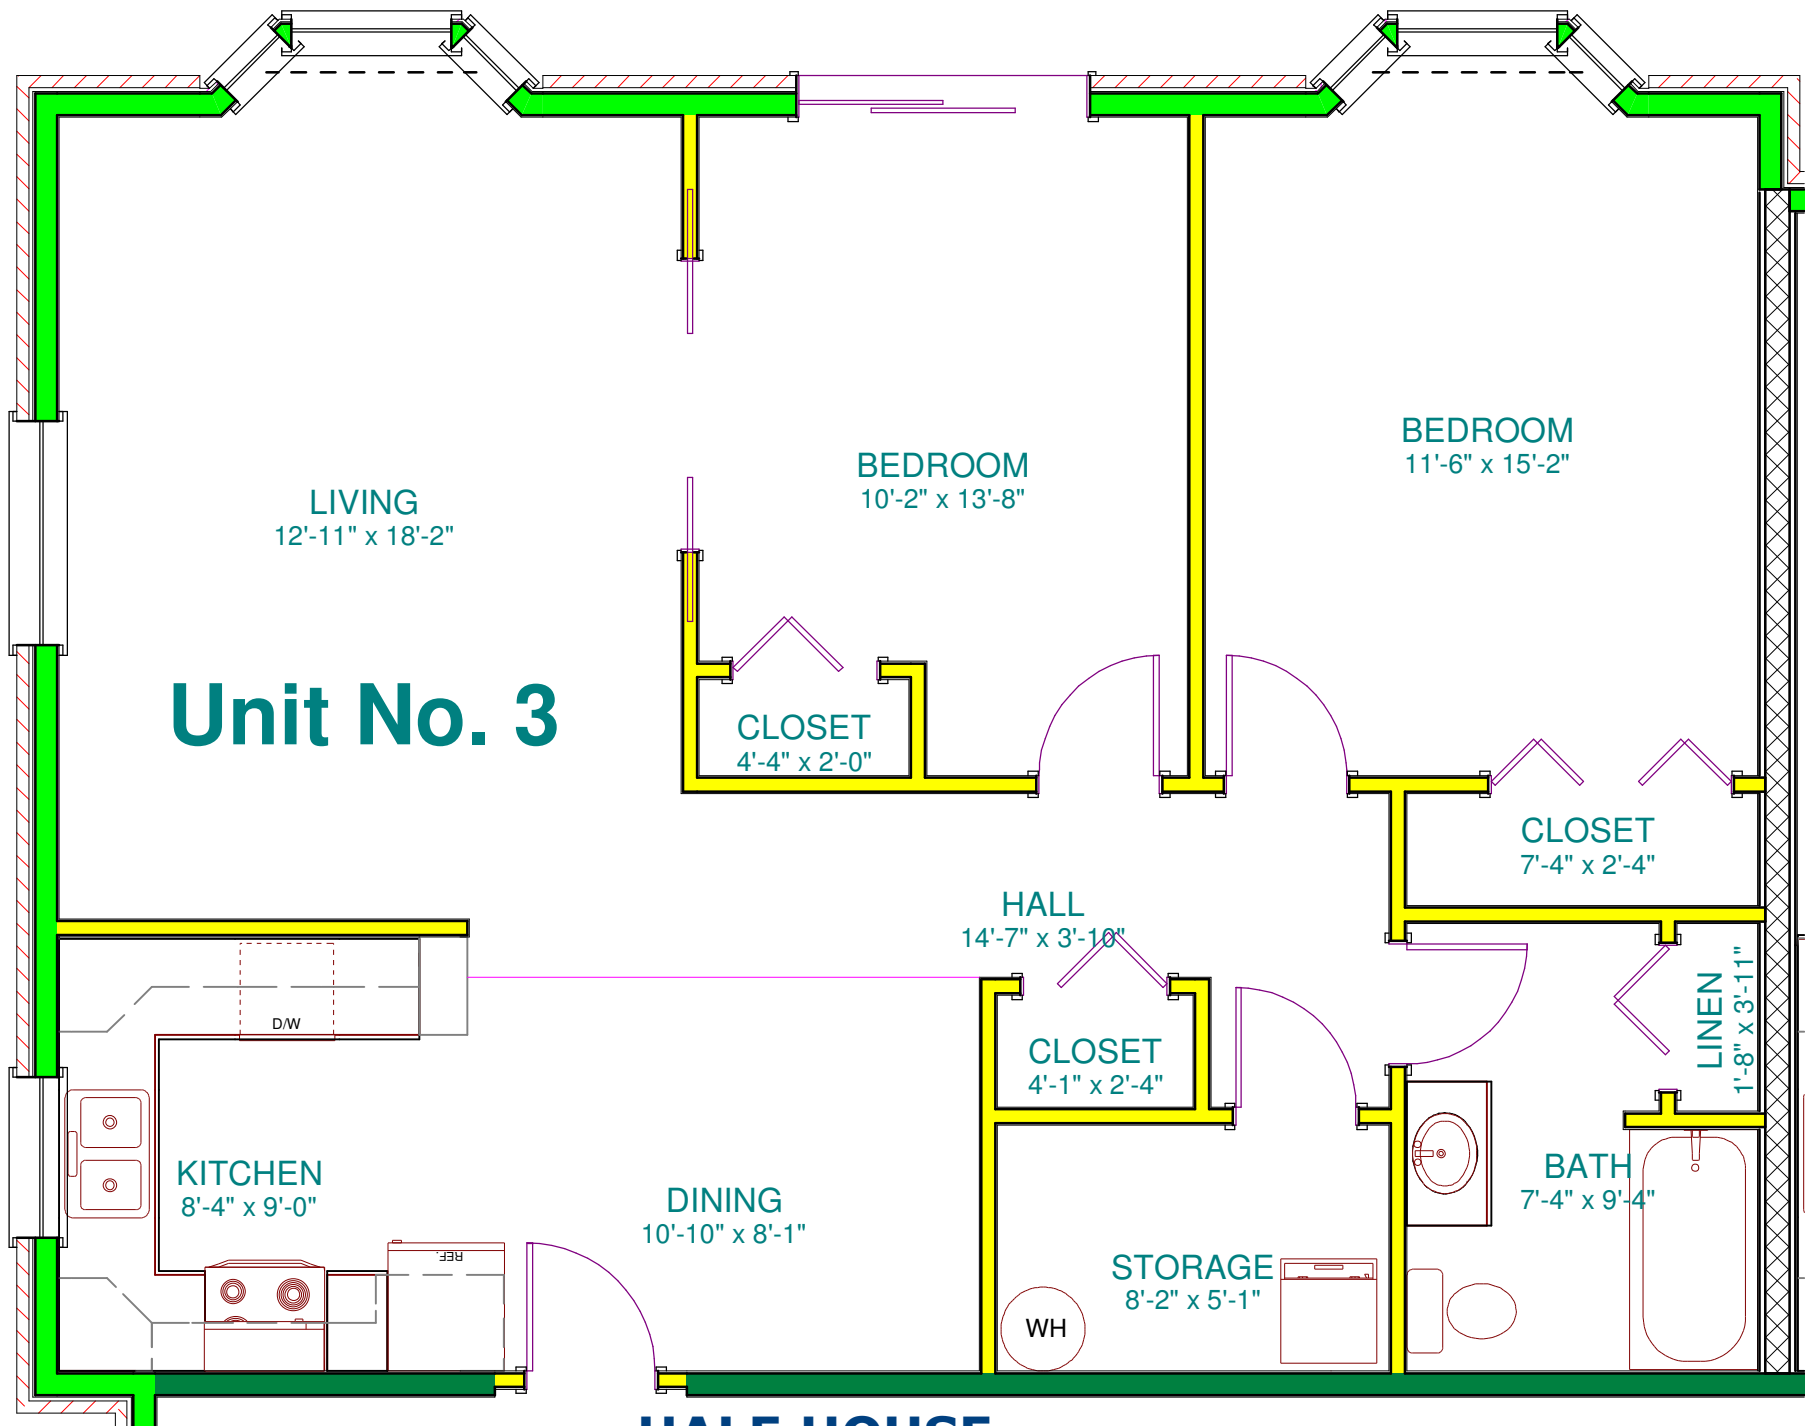 BEDROOM
11'-6" x 15'-2"
BEDROOM
10'-2" x 13'-8"
LIVING
12'-11" x 18'-2"
Unit No. 3
CLOSET
4'-4" x 2'-0"
CLOSET
7'-4" x 2'-4"
HALL
14'-7" x 3'-10"
LINEN
1'-8" x 3'-11"
D/W
CLOSET
4'-1" x 2'-4"
KITCHEN
8'-4" x 9'-0"
BATH
7'-4" x 9'-4"
DINING
10'-10" x 8'-1"
REF.
STORAGE
8'-2" x 5'-1"
WH